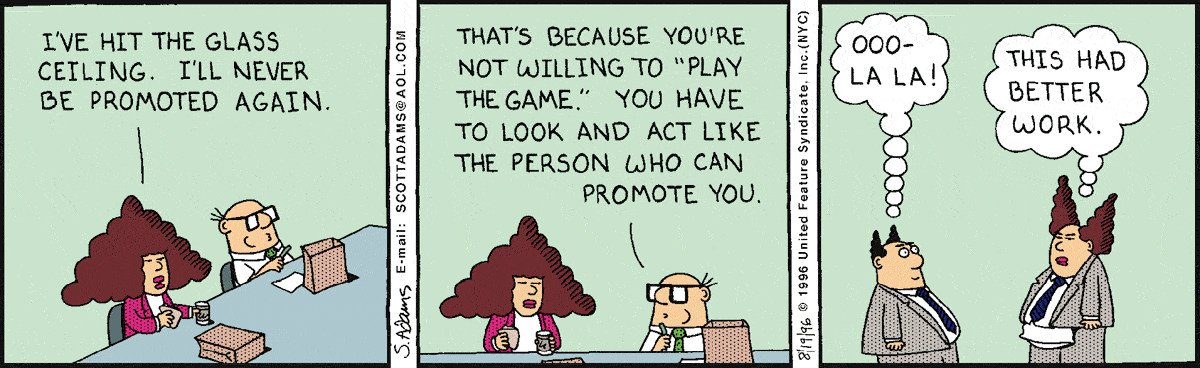 I'VE HIT THE GLASS
CEILING. I'LL NEVER
BE PROMOTED AGAIN.
S.Adams E-mail: SCOTTADAMS@AOL.COM
THAT'S BECAUSE YOU'RE
NOT WILLING TO "PLAY
THE GAME." YOU HAVE
TO LOOK AND ACT LIKE
THE PERSON WHO CAN
PROMOTE YOU.
8/19/96 © 1996 United Feature Syndicate, Inc.(NYC)
OOO-
LA LA!
THIS HAD
BETTER
WORK.